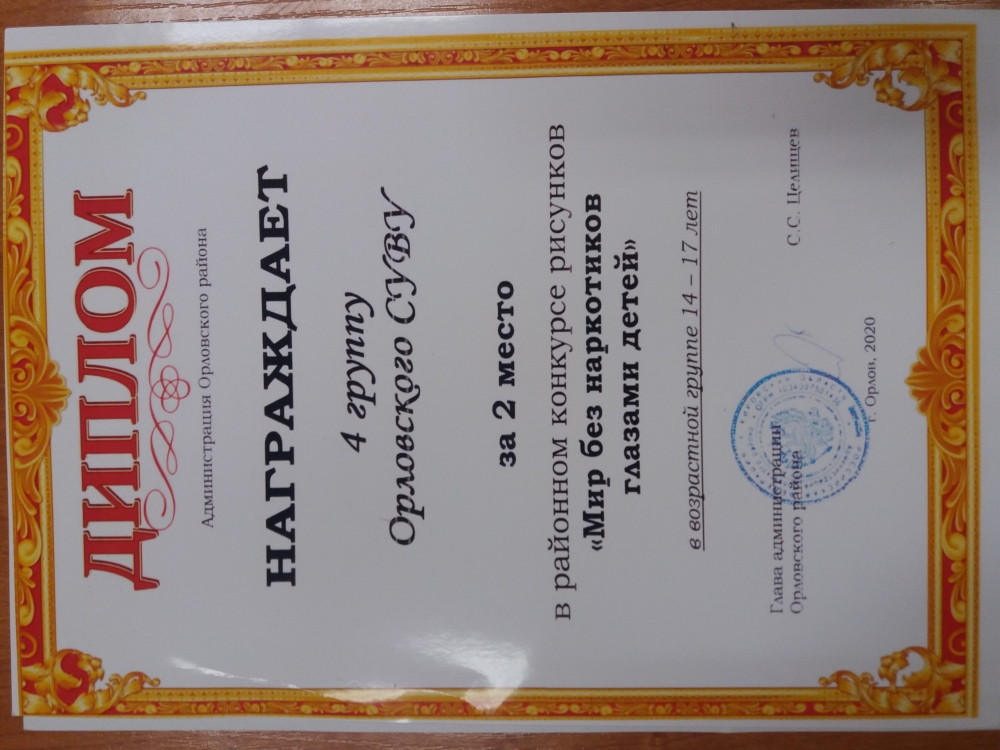 ДИПЛОМ
Администрация Орловского района
НАГРАЖДАЕТ
4 группу
Орловского СУВУ
за 2 место
в районном конкурсе рисунков
«Мир без наркотиков
глазами детей»
в возрастной группе 14 – 17 лет
Глава администрации
Орловского района
С.С. Целищев
г. Орлов, 2020